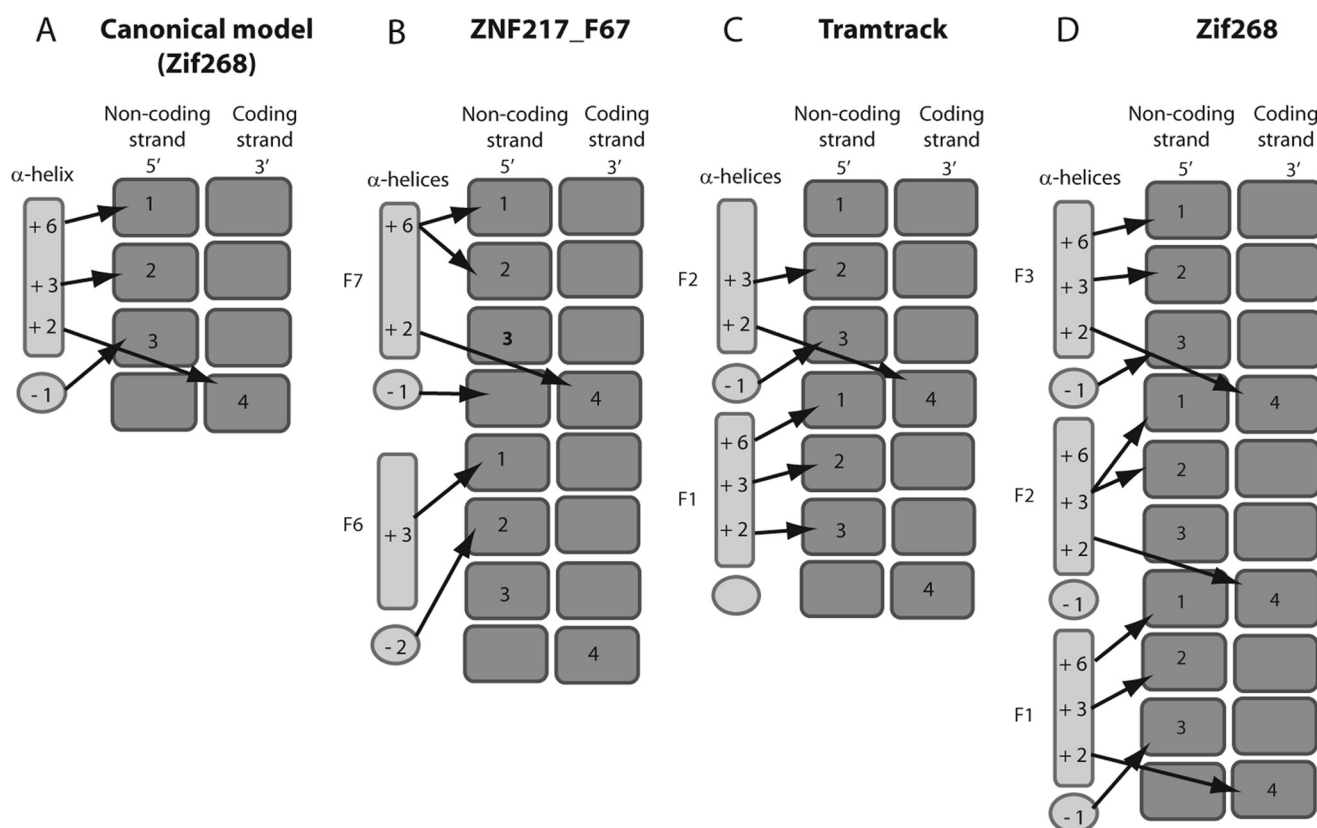 A
Canonical model
(Zif268)
Non-coding
strand
5′
Coding
strand
3′
α-helix
+ 6
+ 3
+ 2
- 1
1
2
3
4
B
ZNF217_F67
Non-coding
strand
5′
Coding
strand
3′
α-helices
F7
+ 6
+ 2
- 1
1
2
3
4
F6
+ 3
- 2
1
2
3
4
C
Tramtrack
Non-coding
strand
5′
Coding
strand
3′
α-helices
F2
+ 3
+ 2
- 1
1
2
3
4
F1
+ 6
+ 3
+ 2
1
2
3
4
D
Zif268
Non-coding
strand
5′
Coding
strand
3′
α-helices
F3
+ 6
+ 3
+ 2
- 1
1
2
3
4
F2
+ 6
+ 3
+ 2
- 1
1
2
3
4
F1
+ 6
+ 3
+ 2
- 1
1
2
3
4